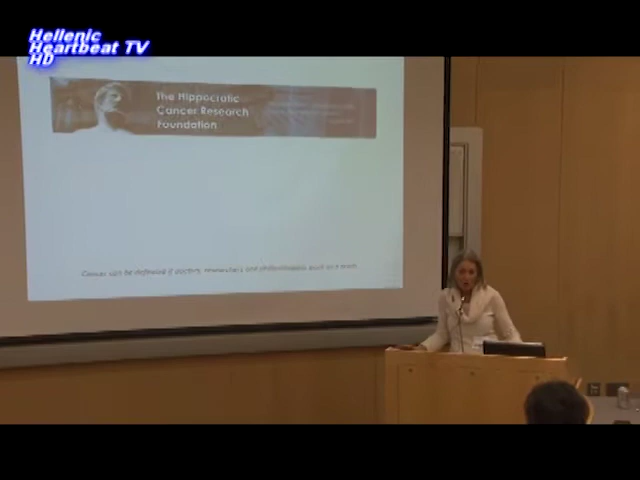 Hellenic
Heartbeat TV
HD
The Hippocratic
Cancer Research
Foundation
Cancer can be defeated if doctors, researchers and philanthropists work as a team.